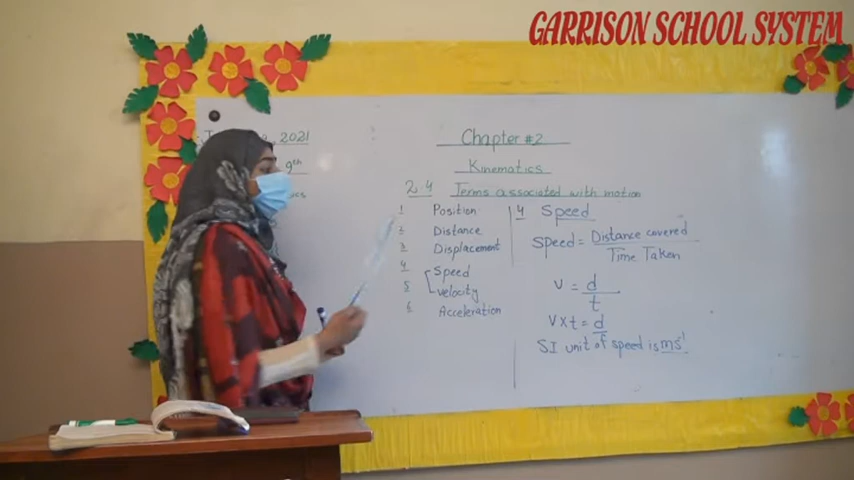 GARRISON SCHOOL SYSTEM
2021
9th
Chapter #2
Kinematics
2.4 Terms associated with motion
1 Position
2 Distance
3 Displacement
4 Speed
5 velocity
6 Acceleration
4 Speed
Speed = Distance covered
Time Taken
V = d
t
V x t = d
SI unit of speed is ms⁻¹